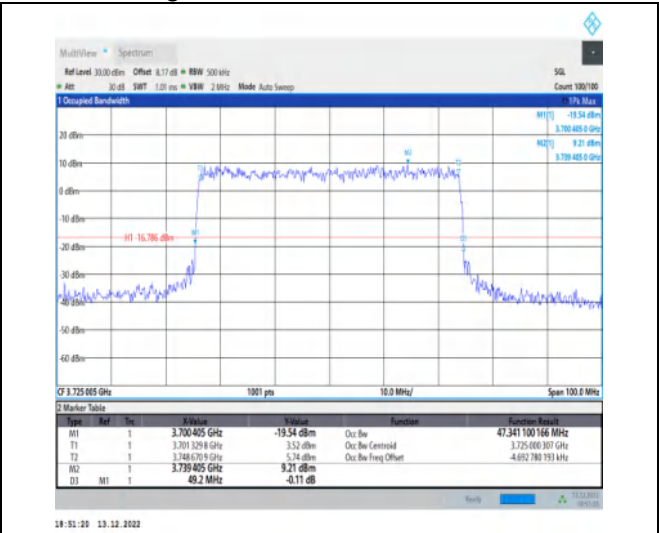 MultiView Spectrum
Ref Level 30.00 dBm Offset 8.17 dB RBW 500 kHz SGL
Att 30 dB SWT 1.01 ms VBW 2 MHz Mode Auto Sweep Count 100/100
1 Occupied Bandwidth 1Pk Max
M1[1] -19.54 dBm
3.700 405 0 GHz
20 dBm M2[1] 9.21 dBm
3.739 405 0 GHz
M2
10 dBm
0 dBm
-10 dBm
M1
H1 -16.786 dBm
-20 dBm
-30 dBm
-40 dBm
-50 dBm
-60 dBm
CF 3.725 005 GHz 1001 pts 10.0 MHz/ Span 100.0 MHz
2 Marker Table
Type Ref Trc X-Value Y-Value Function Function Result
M1 1 3.700405 GHz -19.54 dBm Occ Bw 47.341 100 166 MHz
T1 1 3.701 329 8 GHz 3.52 dBm Occ Bw Centroid 3.725 000 307 GHz
T2 1 3.748 670 9 GHz 5.74 dBm Occ Bw Freq Offset -4.692 780 193 kHz
M2 1 3.739405 GHz 9.21 dBm
D3 M1 1 49.2 MHz -0.11 dB
Ready 13.12.2022
18:51:20 13.12.2022